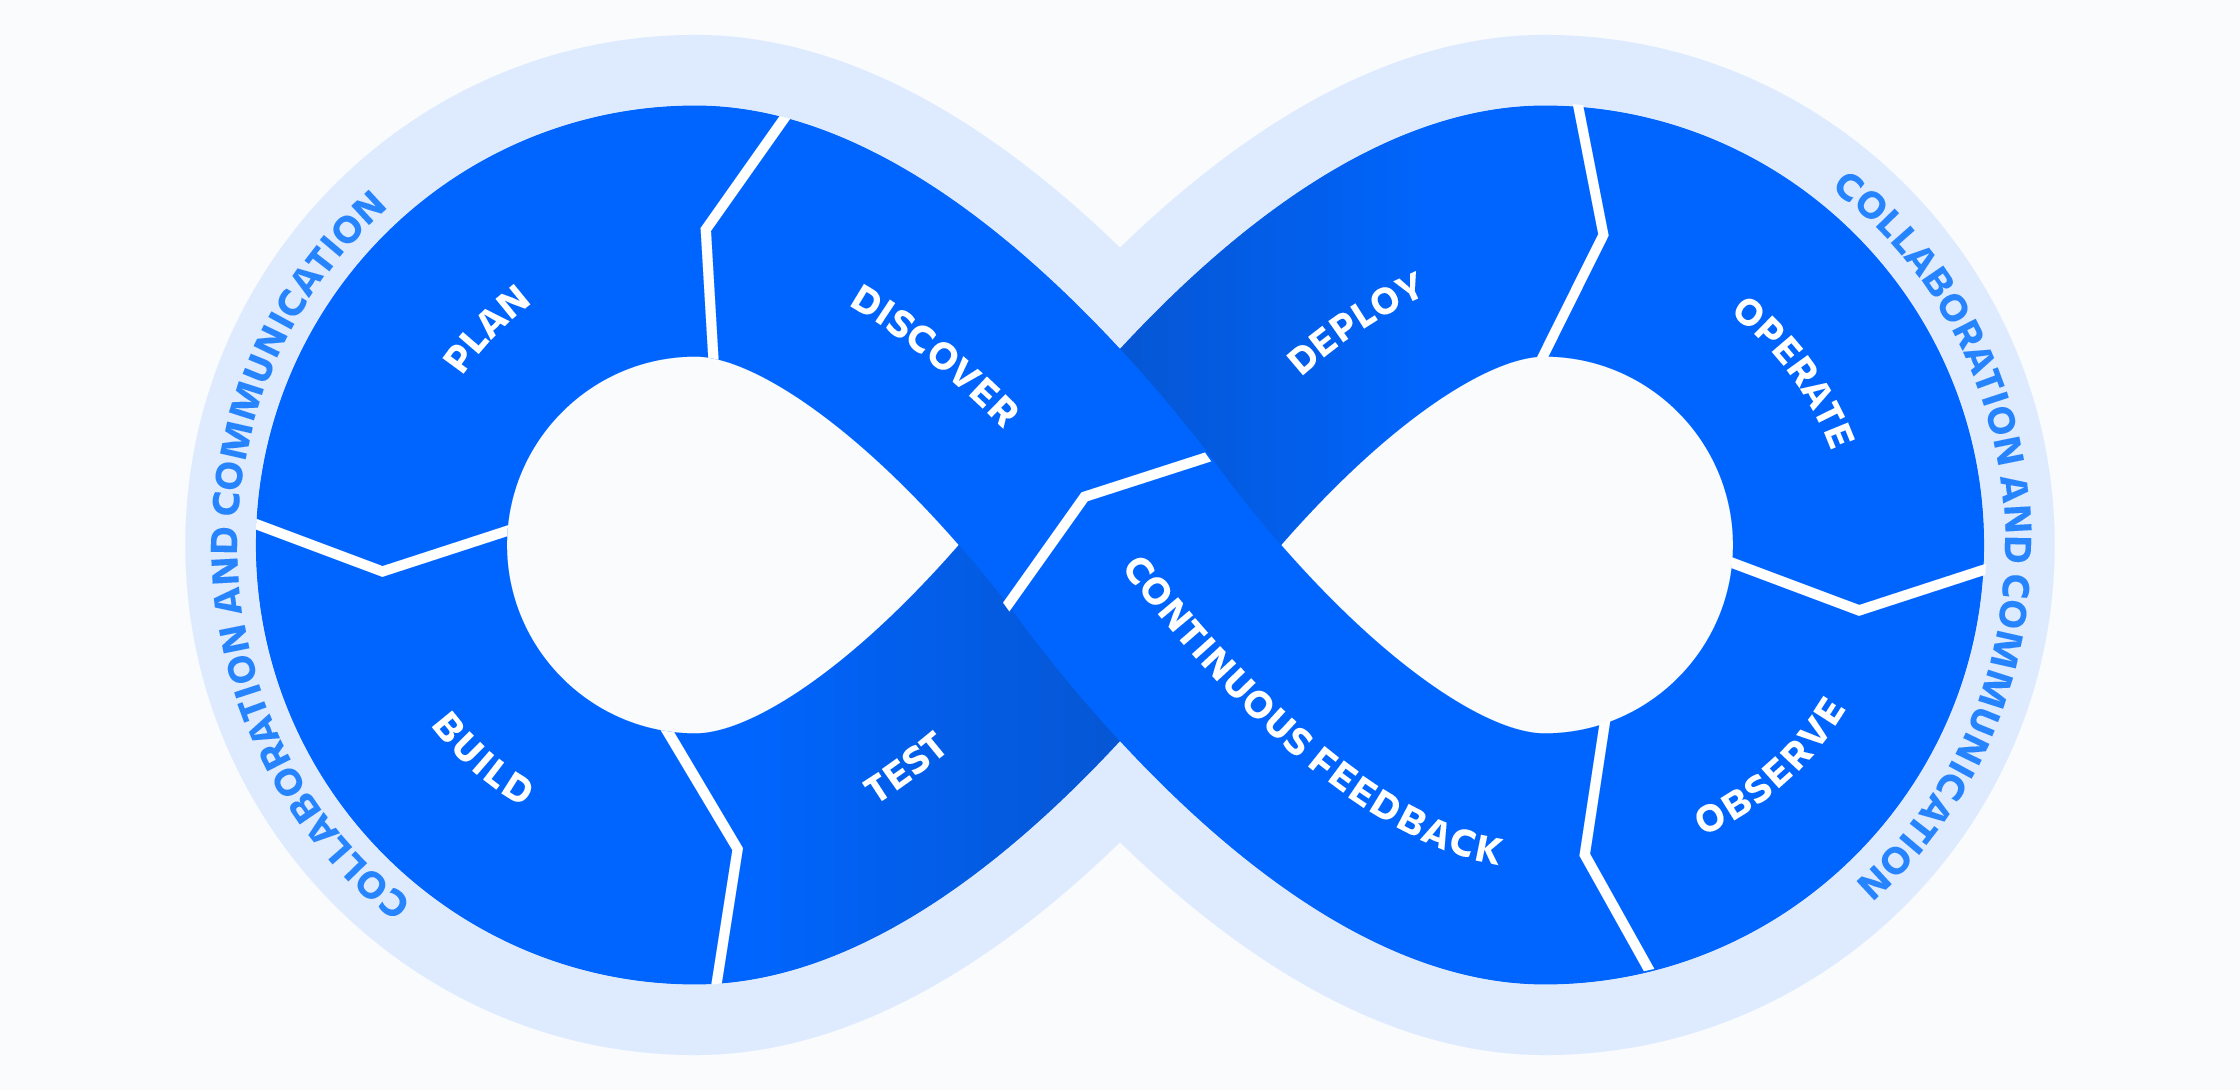 COLLABORATION AND COMMUNICATION
PLAN
DISCOVER
DEPLOY
OPERATE
COLLABORATION AND COMMUNICATION
BUILD
TEST
CONTINUOUS FEEDBACK
OBSERVE